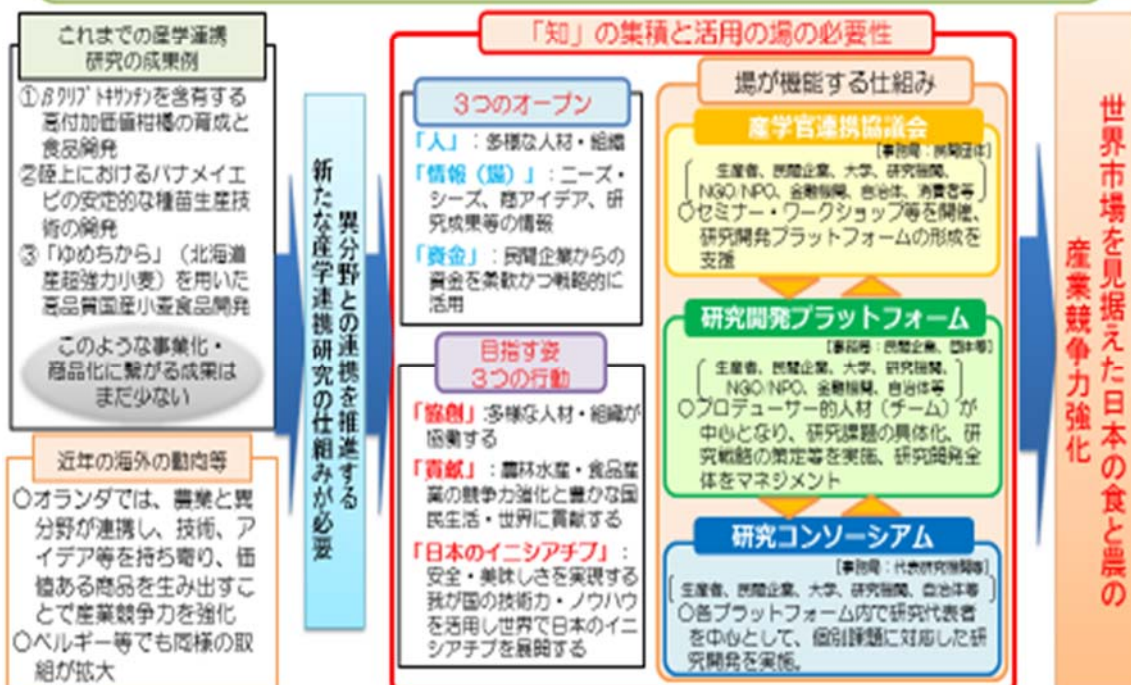 これまでの産学連携
研究の成果例
①βクリプトキサンチンを含有する
高付加価値柑橘の育成と
食品開発
②陸上におけるバナメイエ
ビの安定的な種苗生産技
術の開発
③「ゆめちから」（北海道
産超強力小麦）を用いた
高品質国産小麦食品開発
このような事業化・
商品化に繋がる成果は
まだ少ない
近年の海外の動向等
○オランダでは、農業と異
分野が連携し、技術、ア
イデア等を持ち寄り、価
値ある商品を生み出すこ
とで産業競争力を強化
○ベルギー等でも同様の取
組が拡大
異分野との連携を推進する
新たな産学連携研究の仕組みが必要
「知」の集積と活用の場の必要性
3つのオープン
「人」：多様な人材・組織
「情報（場）」：ニーズ・
シーズ、商アイデア、研
究成果等の情報
「資金」：民間企業からの
資金を柔軟かつ戦略的に
活用
目指す姿
3つの行動
「協創」:多様な人材・組織が
協働する
「貢献」：農林水産・食品産
業の競争力強化と豊かな国
民生活・世界に貢献する
「日本のイニシアチブ」：
安全・美味しさを実現する
我が国の技術力・ノウハウ
を活用し世界で日本のイニ
シアチブを展開する
場が機能する仕組み
産学官連携協議会
[事務局：民間団体]
生産者、民間企業、大学、研究機関、
NGO/NPO、金融機関、自治体、消費者等
○セミナー・ワークショップ等を開催、
研究開発プラットフォームの形成を
支援
研究開発プラットフォーム
[事務局：民間企業、団体等]
生産者、民間企業、大学、研究機関、
NGO/NPO、金融機関、自治体等
○プロデューサー的人材（チーム）が
中心となり、研究課題の具体化、研
究戦略の策定等を実施、研究開発全
体をマネジメント
研究コンソーシアム
[事務局：代表研究機関等]
生産者、民間企業、大学、研究機関、自治体等
○各プラットフォーム内で研究代表者
を中心として、個別課題に対応した研
究開発を実施。
世界市場を見据えた日本の食と農の
産業競争力強化